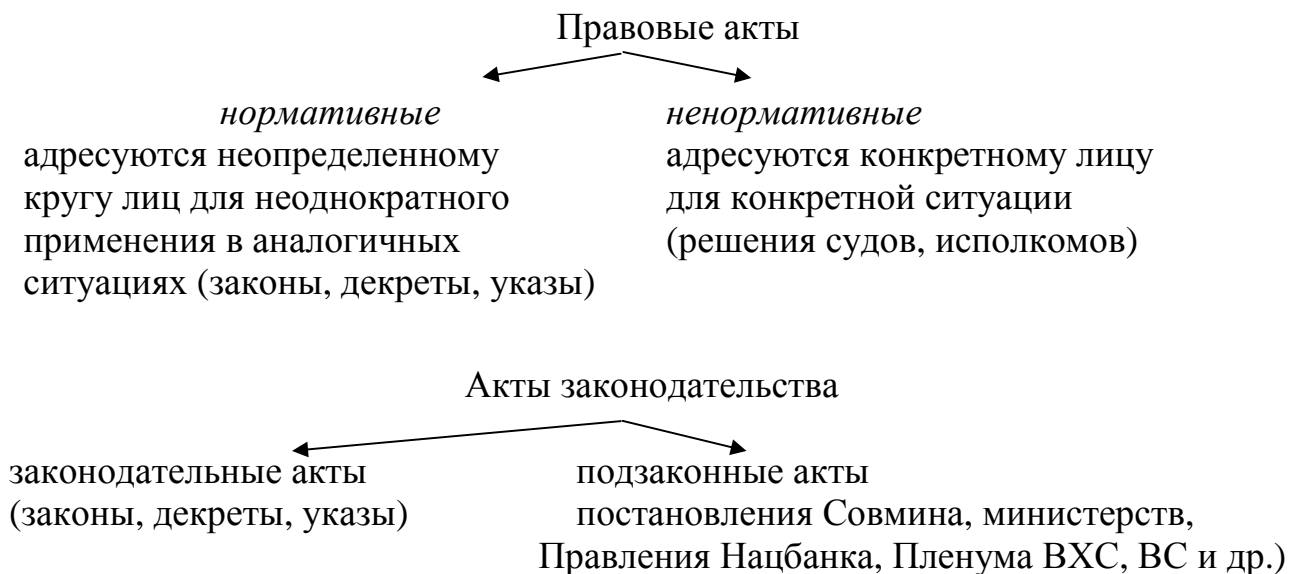 Правовые акты
нормативные
адресуются неопределенному
кругу лиц для неоднократного
применения в аналогичных
ситуациях (законы, декреты, указы)
ненормативные
адресуются конкретному лицу
для конкретной ситуации
(решения судов, исполкомов)
Акты законодательства
законодательные акты
(законы, декреты, указы)
подзаконные акты
постановления Совмина, министерств,
Правления Нацбанка, Пленума ВХС, ВС и др.)